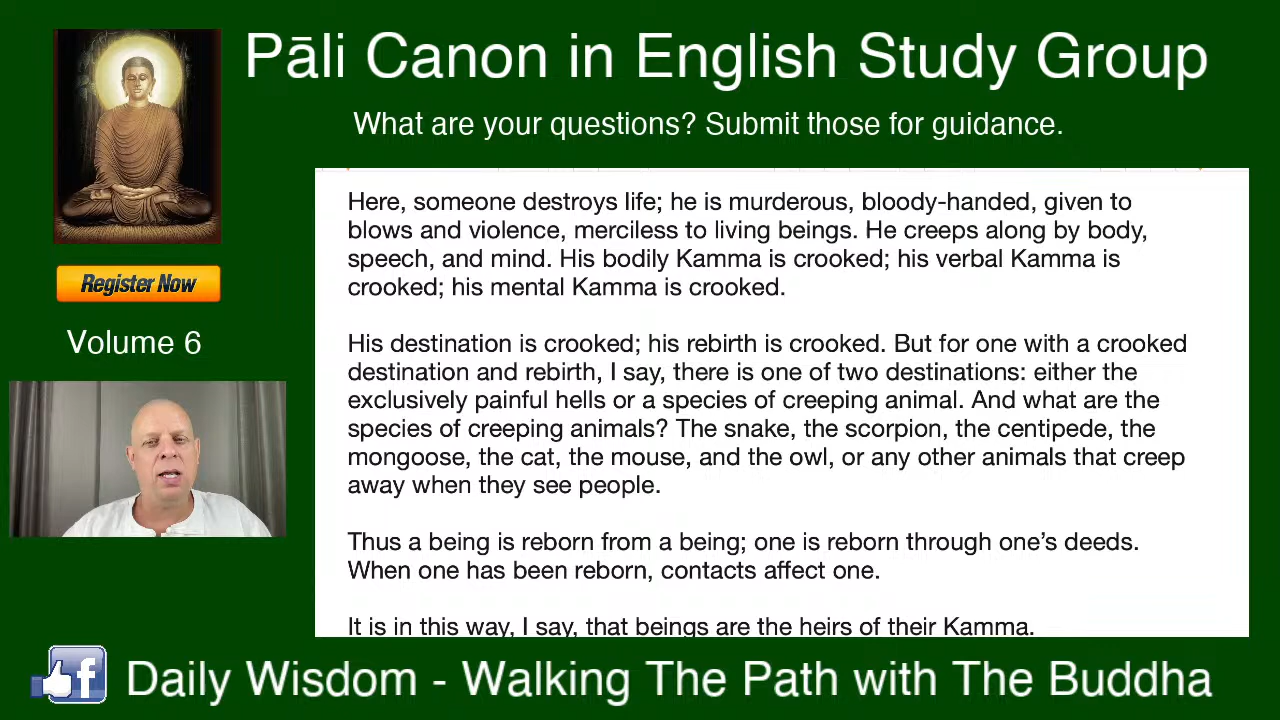 Pāli Canon in English Study Group
What are your questions? Submit those for guidance.
Register Now
Volume 6
Here, someone destroys life; he is murderous, bloody-handed, given to
blows and violence, merciless to living beings. He creeps along by body,
speech, and mind. His bodily Kamma is crooked; his verbal Kamma is
crooked; his mental Kamma is crooked.
His destination is crooked; his rebirth is crooked. But for one with a crooked
destination and rebirth, I say, there is one of two destinations: either the
exclusively painful hells or a species of creeping animal. And what are the
species of creeping animals? The snake, the scorpion, the centipede, the
mongoose, the cat, the mouse, and the owl, or any other animals that creep
away when they see people.
Thus a being is reborn from a being; one is reborn through one's deeds.
When one has been reborn, contacts affect one.
It is in this way, I say, that beings are the heirs of their Kamma.
f
Daily Wisdom - Walking The Path with The Buddha